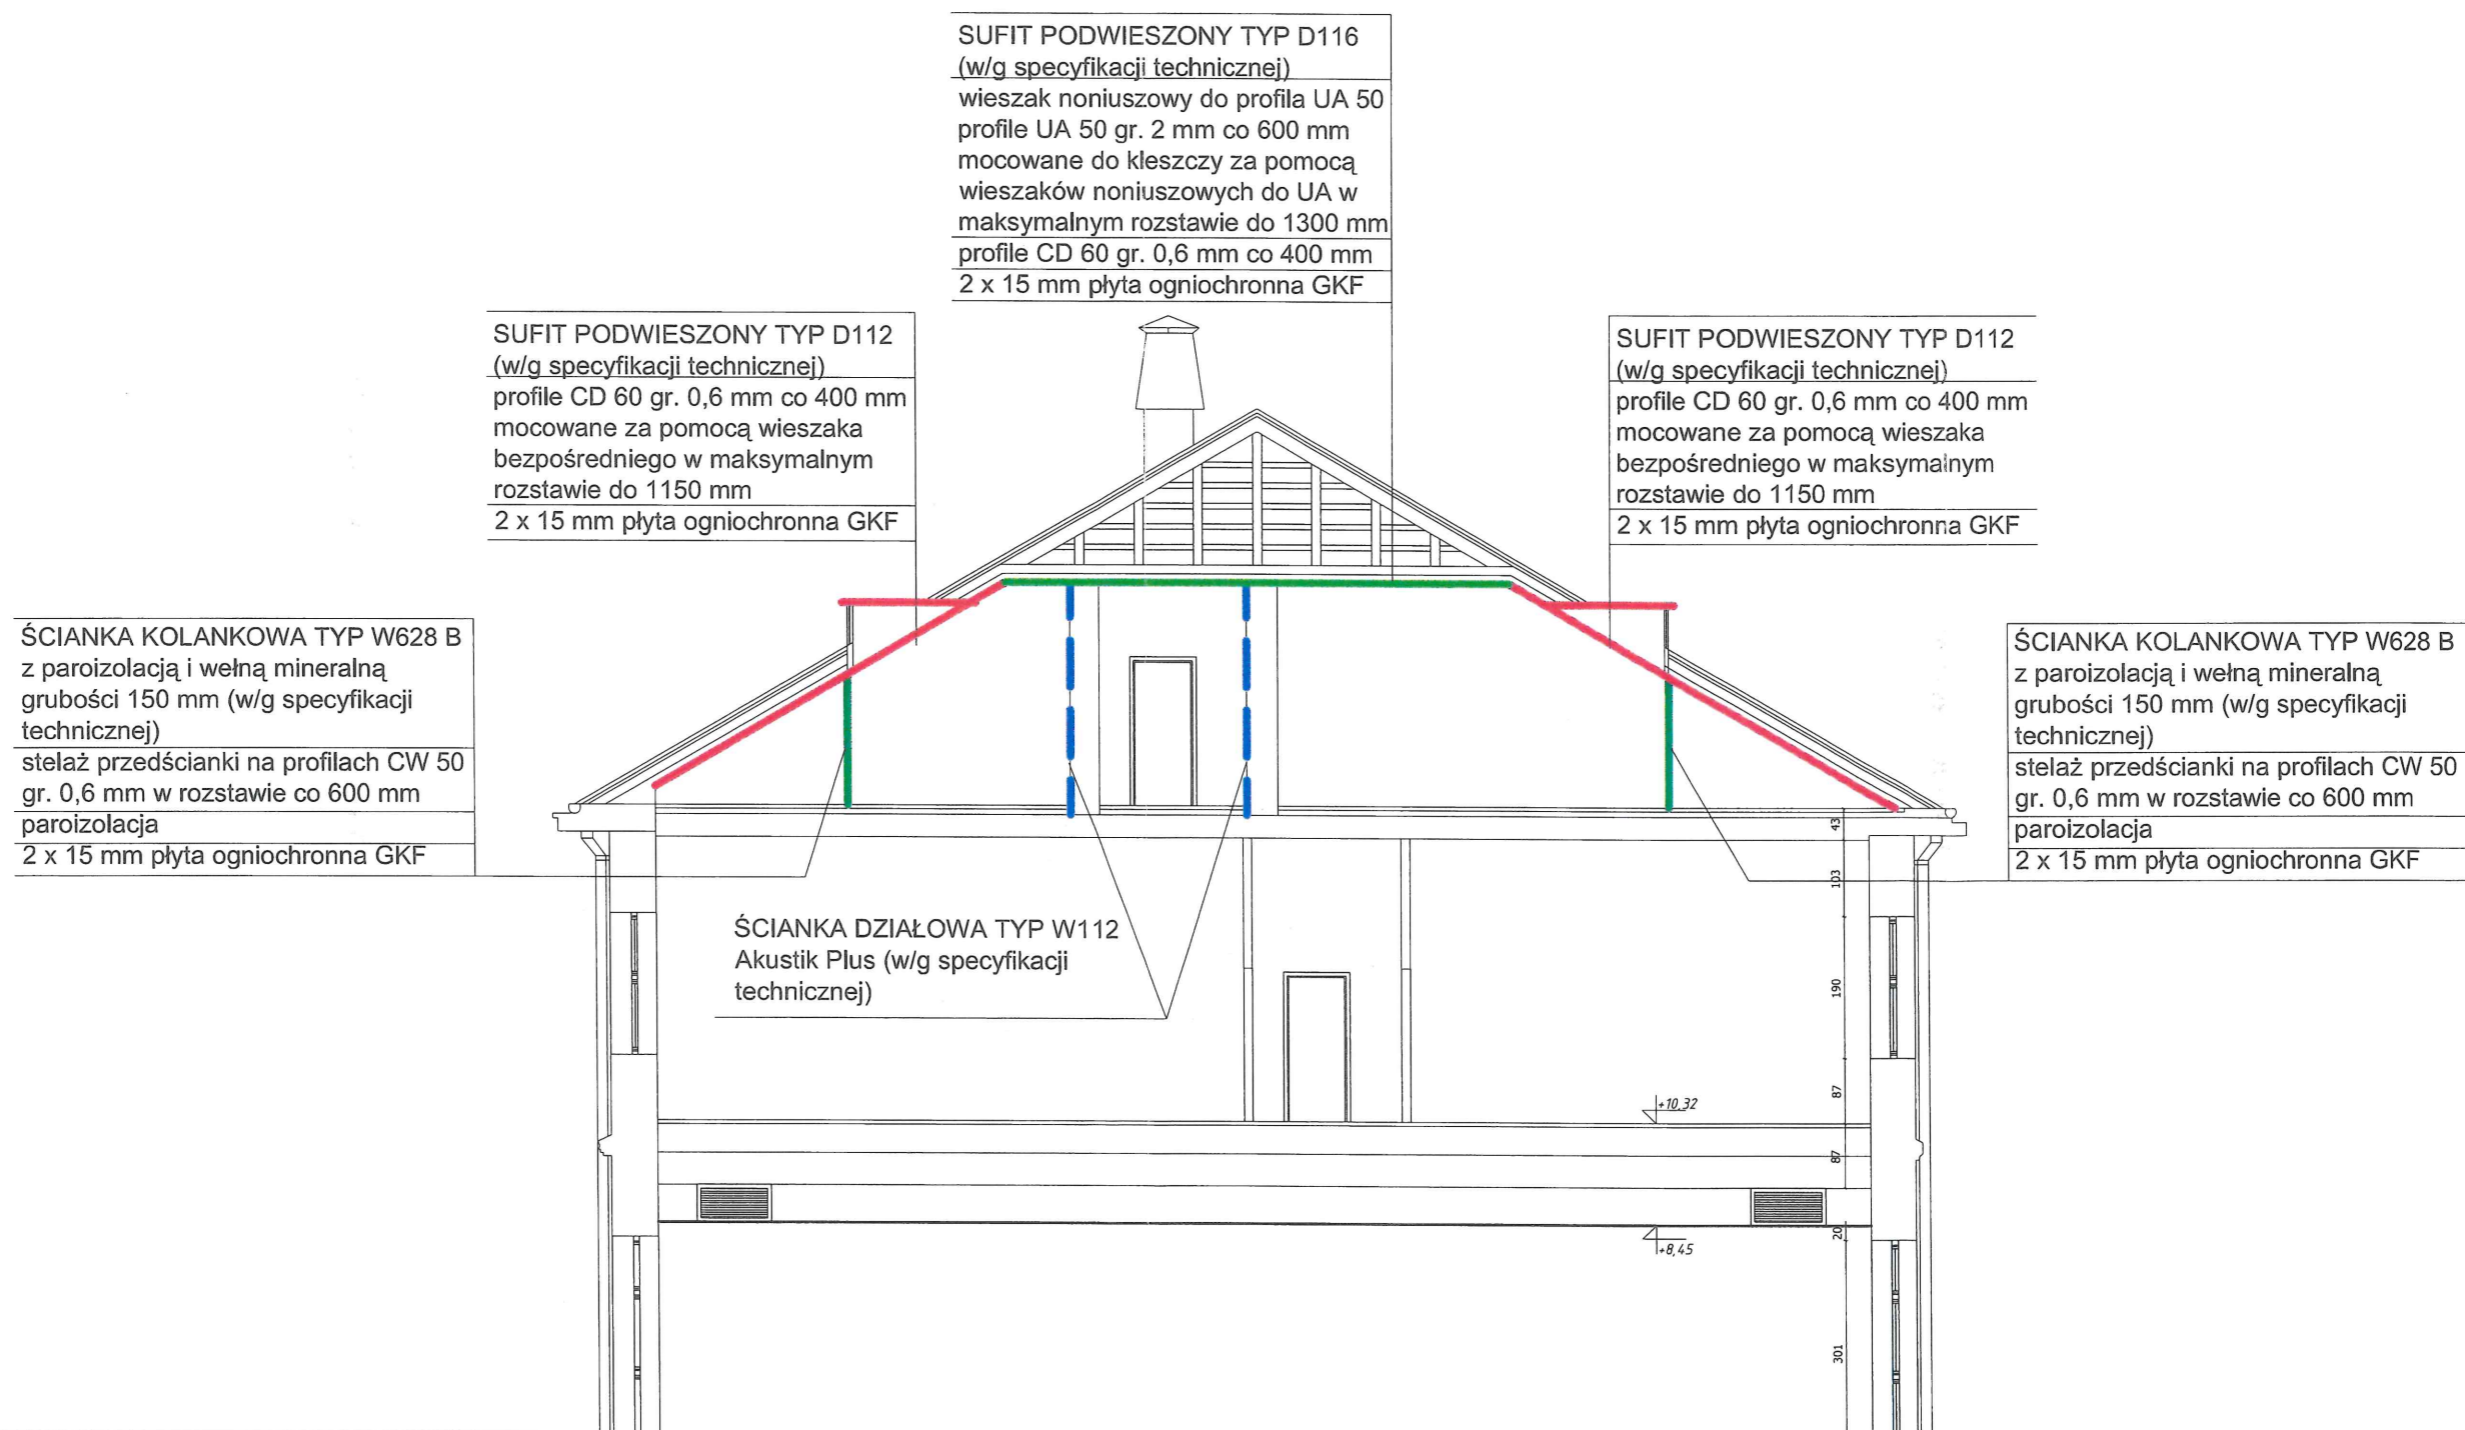 SUFIT PODWIESZONY TYP D116
(w/g specyfikacji technicznej)
wieszak noniuszowy do profila UA 50
profile UA 50 gr. 2 mm co 600 mm
mocowane do kleszczy za pomocą
wieszaków noniuszowych do UA w
maksymalnym rozstawie do 1300 mm
profile CD 60 gr. 0,6 mm co 400 mm
2 x 15 mm płyta ogniochronna GKF
SUFIT PODWIESZONY TYP D112
(w/g specyfikacji technicznej)
profile CD 60 gr. 0,6 mm co 400 mm
mocowane za pomocą wieszaka
bezpośredniego w maksymalnym
rozstawie do 1150 mm
2 x 15 mm płyta ogniochronna GKF
SUFIT PODWIESZONY TYP D112
(w/g specyfikacji technicznej)
profile CD 60 gr. 0,6 mm co 400 mm
mocowane za pomocą wieszaka
bezpośredniego w maksymalnym
rozstawie do 1150 mm
2 x 15 mm płyta ogniochronna GKF
ŚCIANKA KOLANKOWA TYP W628 B
z paroizolacją i wełną mineralną
grubości 150 mm (w/g specyfikacji
technicznej)
stelaż przedścianki na profilach CW 50
gr. 0,6 mm w rozstawie co 600 mm
paroizolacja
2 x 15 mm płyta ogniochronna GKF
ŚCIANKA KOLANKOWA TYP W628 B
z paroizolacją i wełną mineralną
grubości 150 mm (w/g specyfikacji
technicznej)
stelaż przedścianki na profilach CW 50
gr. 0,6 mm w rozstawie co 600 mm
paroizolacja
2 x 15 mm płyta ogniochronna GKF
ŚCIANKA DZIAŁOWA TYP W112
Akustik Plus (w/g specyfikacji
technicznej)
43
103
190
87
+10,32
87
20
+8,45
301